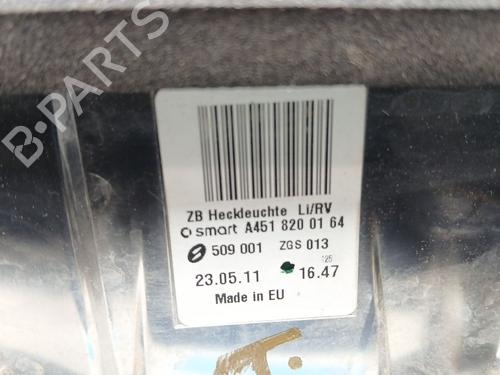 B-PARTS
ZB Heckleuchte Li/RV
smart A451 820 01 64
509 001 ZGS 013
125
23.05.11 16.47
Made in EU